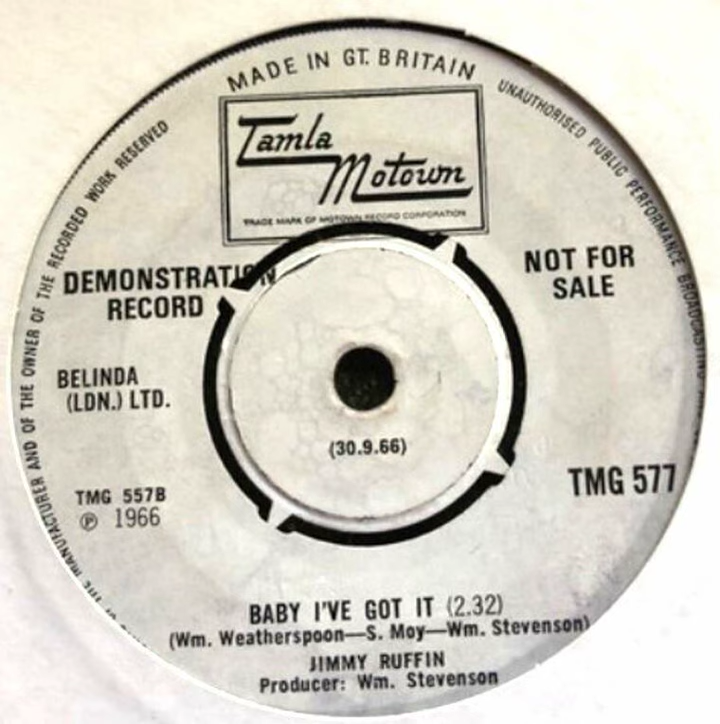 MADE IN GT. BRITAIN
UNAUTHORISED PUBLIC PERFORMANCE BROADCASTING
MANUFACTURER AND OF THE OWNER OF THE RECORDED WORK RESERVED
Tamla
Motown
TRADE MARK OF MOTOWN RECORD CORPORATION
DEMONSTRATION
RECORD
NOT FOR
SALE
BELINDA
(LDN.) LTD.
(30.9.66)
TMG 577
TMG 557B
℗ 1966
BABY I'VE GOT IT (2.32)
(Wm. Weatherspoon—S. Moy—Wm. Stevenson)
JIMMY RUFFIN
Producer: Wm. Stevenson